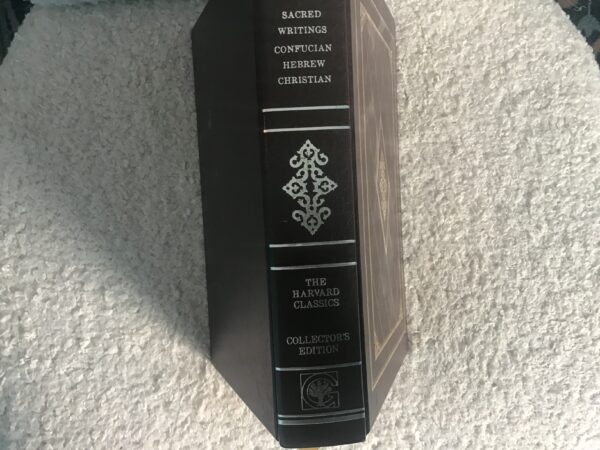 SACRED
WRITINGS
CONFUCIAN
HEBREW
CHRISTIAN
THE
HARVARD
CLASSICS
COLLECTOR'S
EDITION